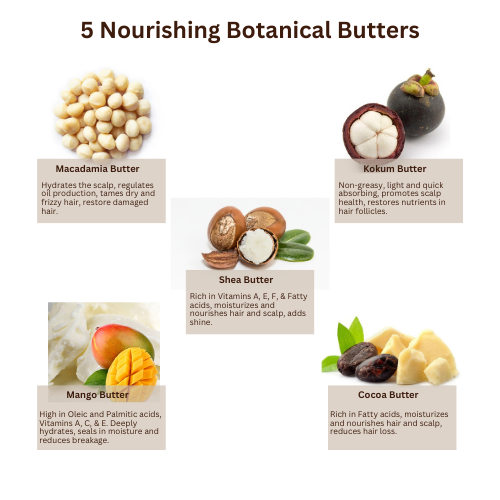 5 Nourishing Botanical Butters
Macadamia Butter
Hydrates the scalp, regulates
oil production, tames dry and
frizzy hair, restore damaged
hair.
Kokum Butter
Non-greasy, light and quick
absorbing, promotes scalp
health, restores nutrients in
hair follicles.
Shea Butter
Rich in Vitamins A, E, F, & Fatty
acids, moisturizes and
nourishes hair and scalp, adds
shine.
Mango Butter
High in Oleic and Palmitic acids,
Vitamins A, C, & E. Deeply
hydrates, seals in moisture and
reduces breakage.
Cocoa Butter
Rich in Fatty acids, moisturizes
and nourishes hair and scalp,
reduces hair loss.